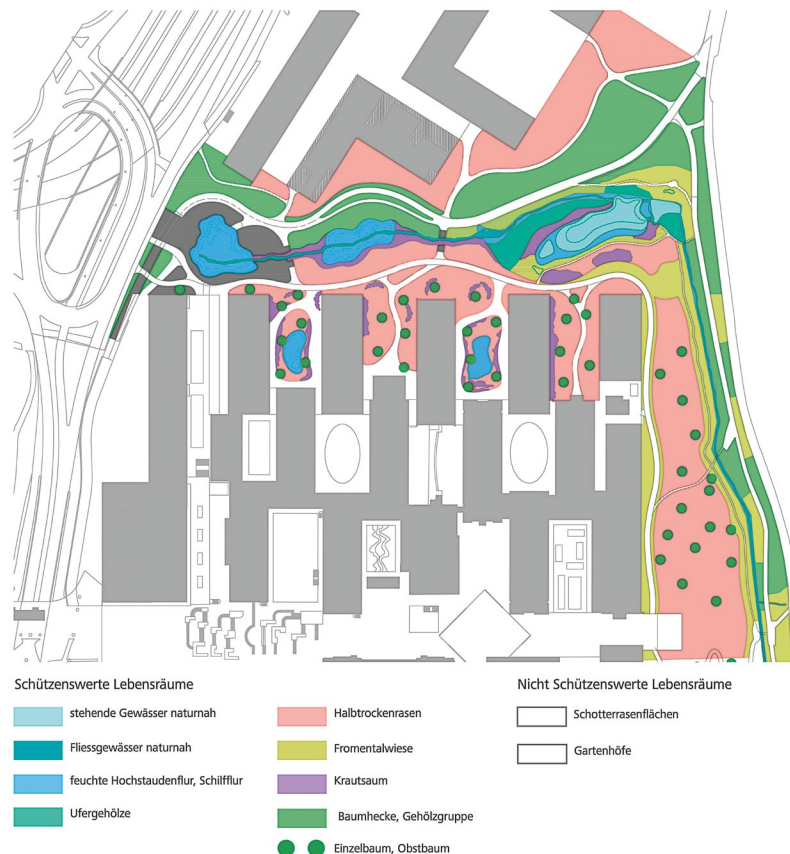 Schützenswerte Lebensräume
stehende Gewässer naturnah
Fliessgewässer naturnah
feuchte Hochstaudenflur, Schilfflur
Ufergehölze
Halbtrockenrasen
Fromentalwiese
Krautsaum
Baumhecke, Gehölzgruppe
Einzelbaum, Obstbaum
Nicht Schützenswerte Lebensräume
Schotterrasenflächen
Gartenhöfe